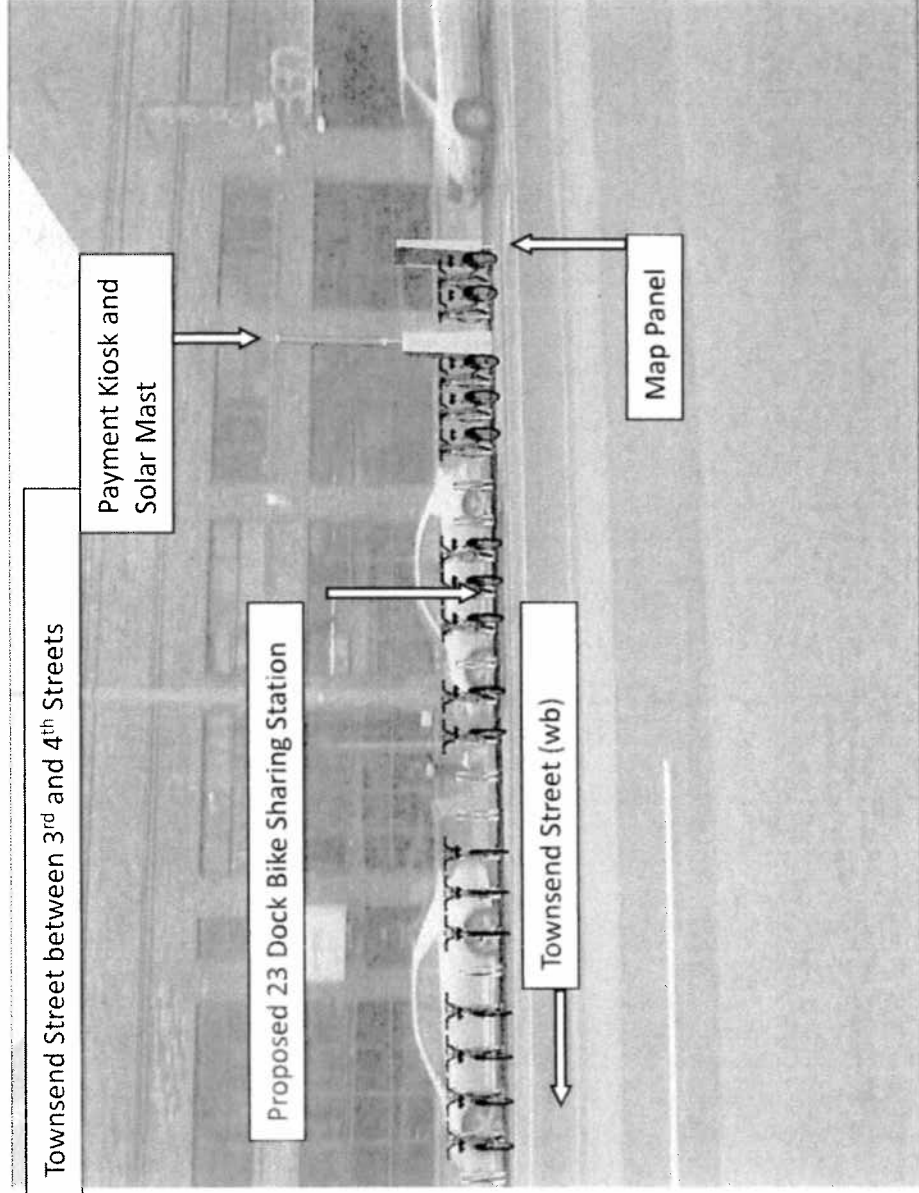 Townsend Street between 3rd and 4th Streets
Payment Kiosk and
Solar Mast
Proposed 23 Dock Bike Sharing Station
Townsend Street (wb)
Map Panel